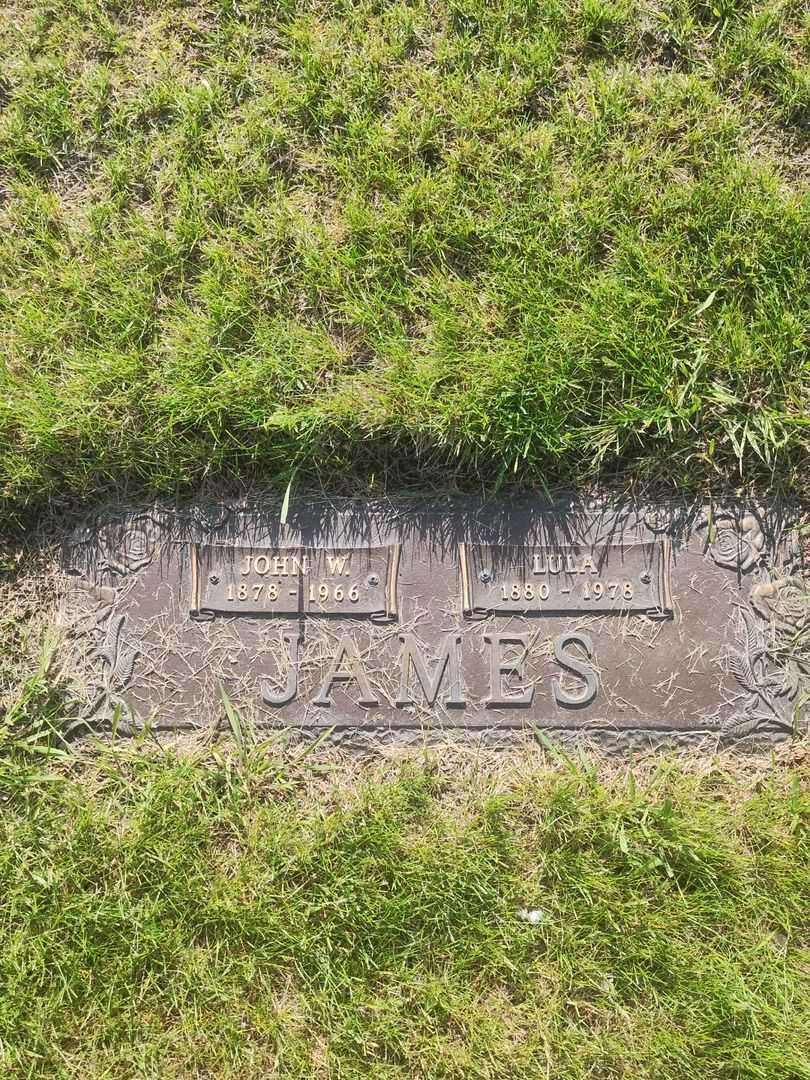 JOHN W.
1878 - 1966
LULA
1880 - 1978
JAMES